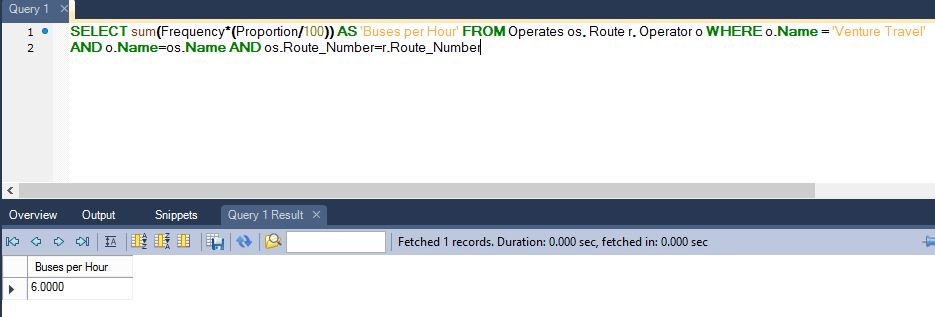 Query 1 ×
1 SELECT sum(Frequency*(Proportion/100)) AS 'Buses per Hour' FROM Operates os, Route r, Operator o WHERE o.Name = 'Venture Travel'
2 AND o.Name=os.Name AND os.Route_Number=r.Route_Number
Overview Output Snippets Query 1 Result ×
Fetched 1 records. Duration: 0.000 sec, fetched in: 0.000 sec
Buses per Hour
6.0000